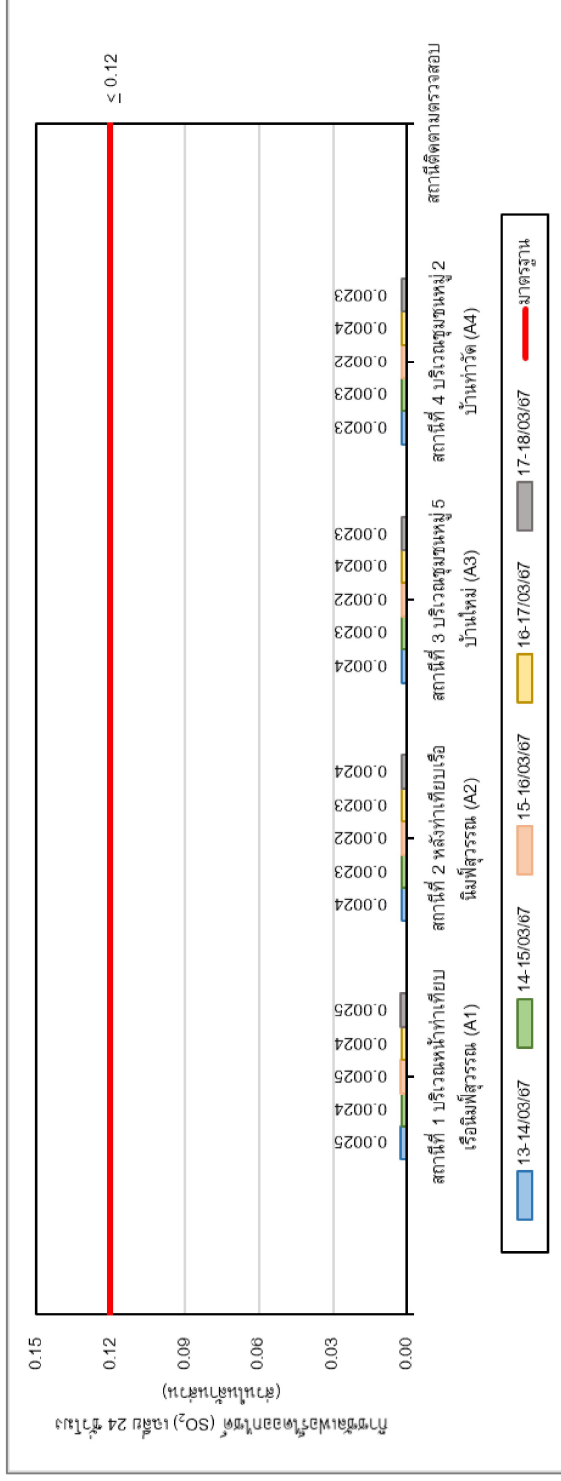 ก๊าซซัลเฟอร์ไดออกไซด์ (SO₂) เฉลี่ย 24 ชั่วโมง
(ส่วนในล้านส่วน)
0.15
0.12
0.09
0.06
0.03
0.00
≤ 0.12
0.0025
0.0024
0.0025
0.0024
0.0025
0.0024
0.0023
0.0022
0.0023
0.0024
0.0024
0.0023
0.0022
0.0024
0.0023
0.0023
0.0023
0.0022
0.0024
0.0023
สถานีที่ 1 บริเวณหน้าท่าเทียบ
เรือนิมฟ์สุวรรณ (A1)
สถานีที่ 2 หลังท่าเทียบเรือ
นิมฟ์สุวรรณ (A2)
สถานีที่ 3 บริเวณชุมชนหมู่ 5
บ้านใหม่ (A3)
สถานีที่ 4 บริเวณชุมชนหมู่ 2
บ้านท่าวัด (A4)
สถานีติดตามตรวจสอบ
13-14/03/67
14-15/03/67
15-16/03/67
16-17/03/67
17-18/03/67
มาตรฐาน